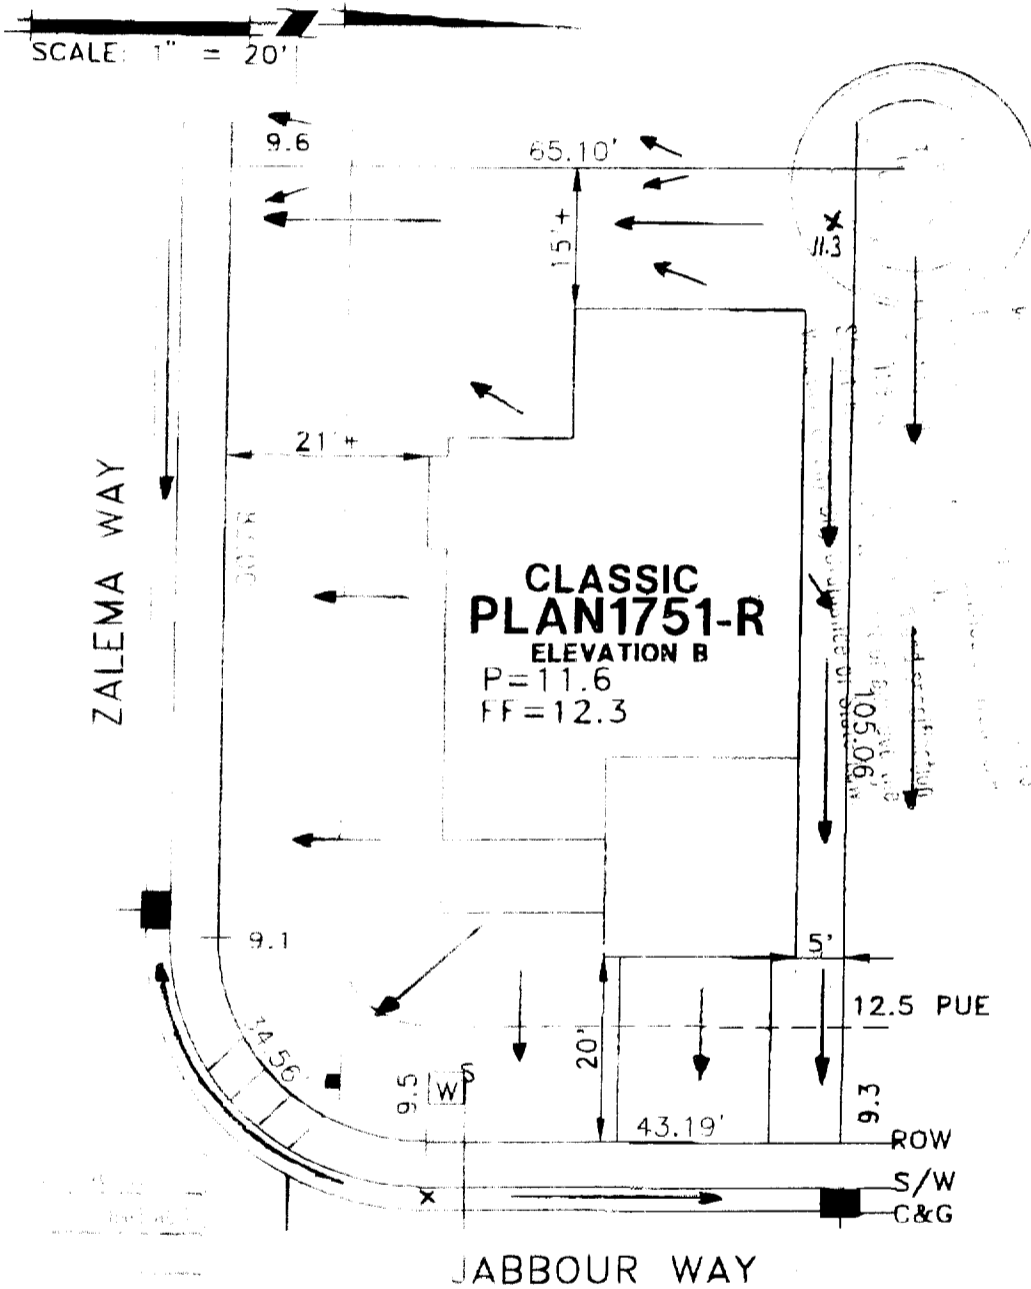 SCALE: 1" = 20'
9.6
65.10'
15'+
11.3
21'+
ZALEMA WAY
CLASSIC
PLAN1751-R
ELEVATION B
P=11.6
FF=12.3
105.06'
9.1
5'
12.5 PUE
34.56'
20'
9.5
W
S
9.3
43.19'
ROW
S/W
C&G
JABBOUR WAY